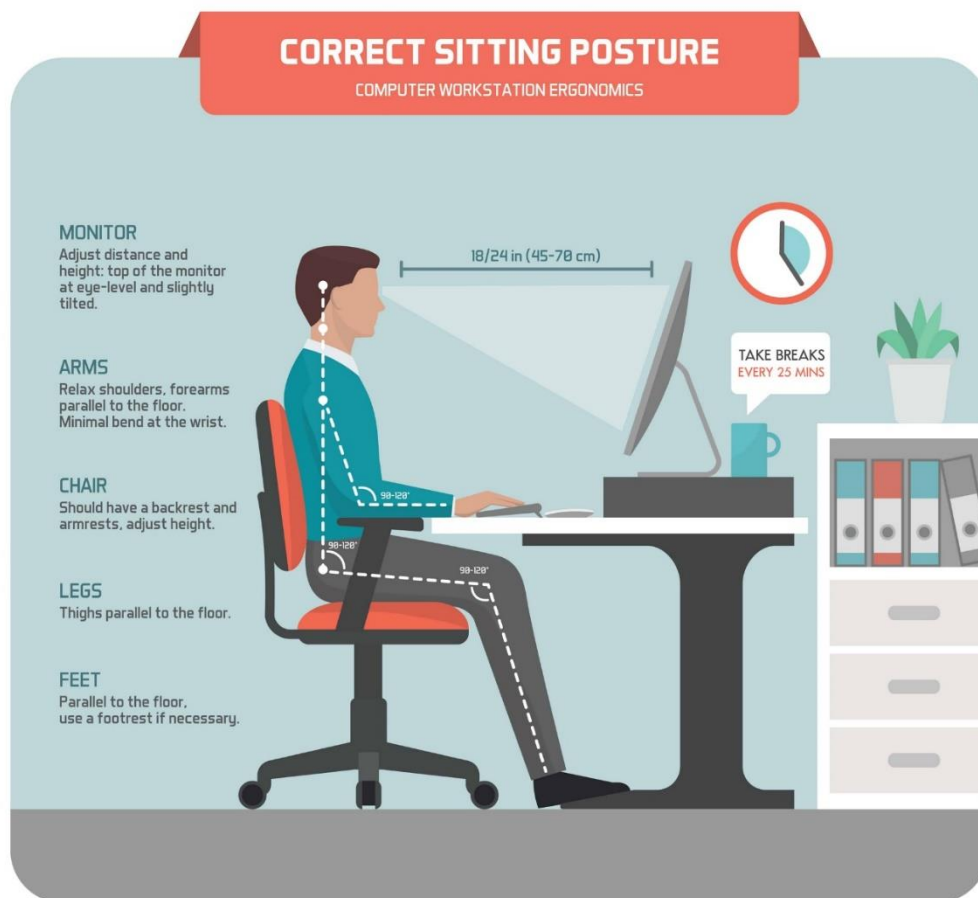 CORRECT SITTING POSTURE
COMPUTER WORKSTATION ERGONOMICS
MONITOR
Adjust distance and
height: top of the monitor
at eye-level and slightly
tilted.
ARMS
Relax shoulders, forearms
parallel to the floor.
Minimal bend at the wrist.
CHAIR
Should have a backrest and
armrests, adjust height.
LEGS
Thighs parallel to the floor.
FEET
Parallel to the floor,
use a footrest if necessary.
18/24 in (45-70 cm)
TAKE BREAKS
EVERY 25 MINS
90-120°
90-120°
90-120°